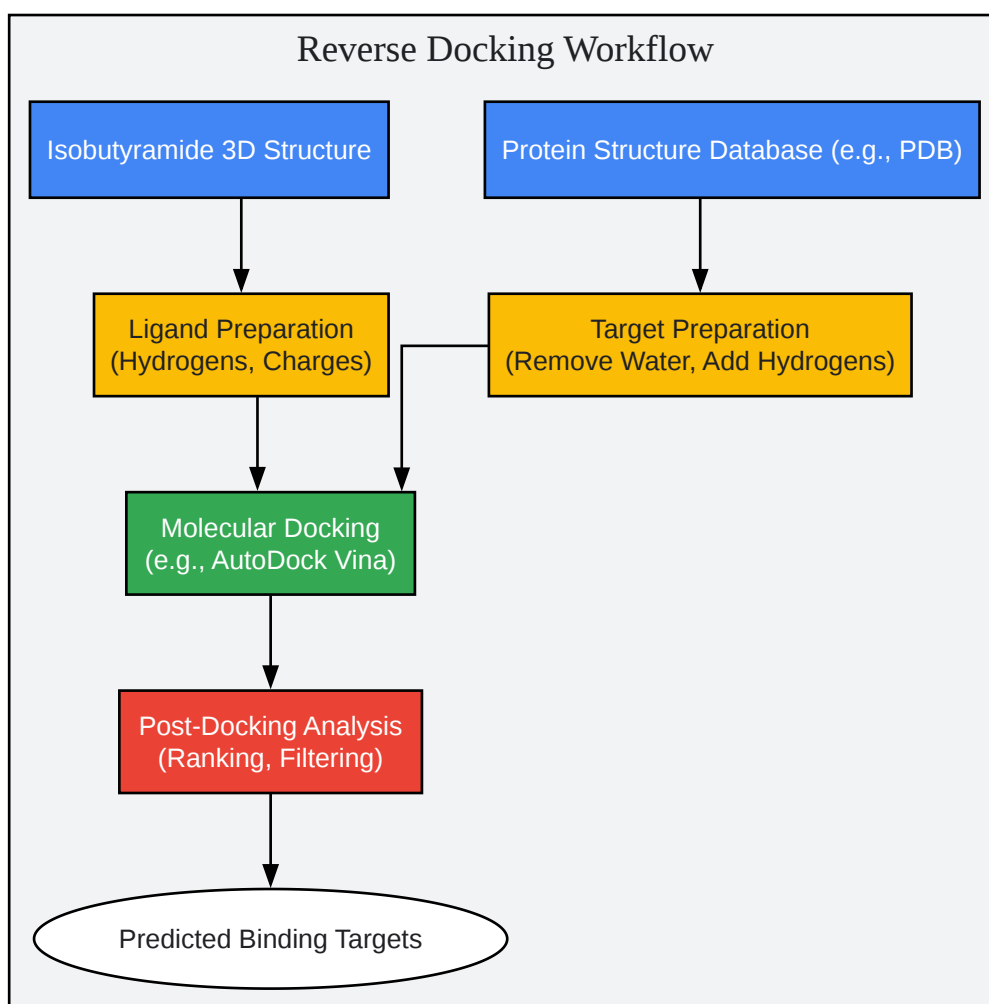 Reverse Docking Workflow
Isobutyramide 3D Structure
Protein Structure Database (e.g., PDB)
Ligand Preparation
(Hydrogens, Charges)
Target Preparation
(Remove Water, Add Hydrogens)
Molecular Docking
(e.g., AutoDock Vina)
Post-Docking Analysis
(Ranking, Filtering)
Predicted Binding Targets